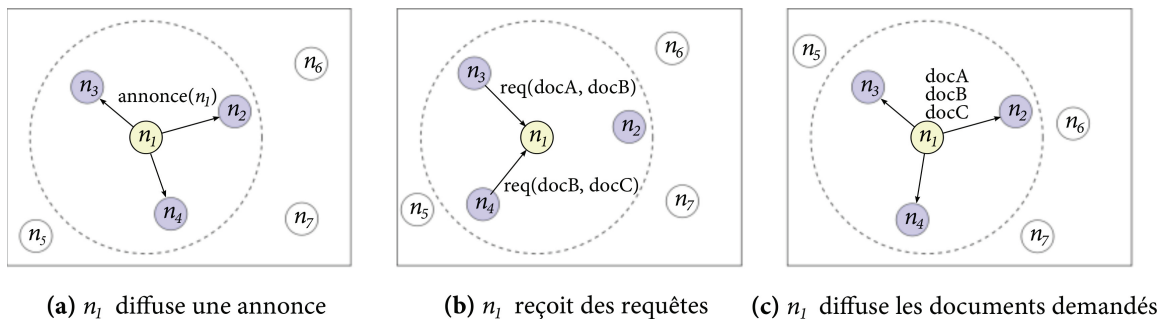 n6
n3
annonce(n1)
n2
n1
n4
n7
n5
(a) n1 diffuse une annonce
n6
n3
req(docA, docB)
n2
n1
req(docB, docC)
n4
n5
n7
(b) n1 reçoit des requêtes
n5
docA
n3
docB
docC
n2
n6
n1
n4
n7
(c) n1 diffuse les documents demandés